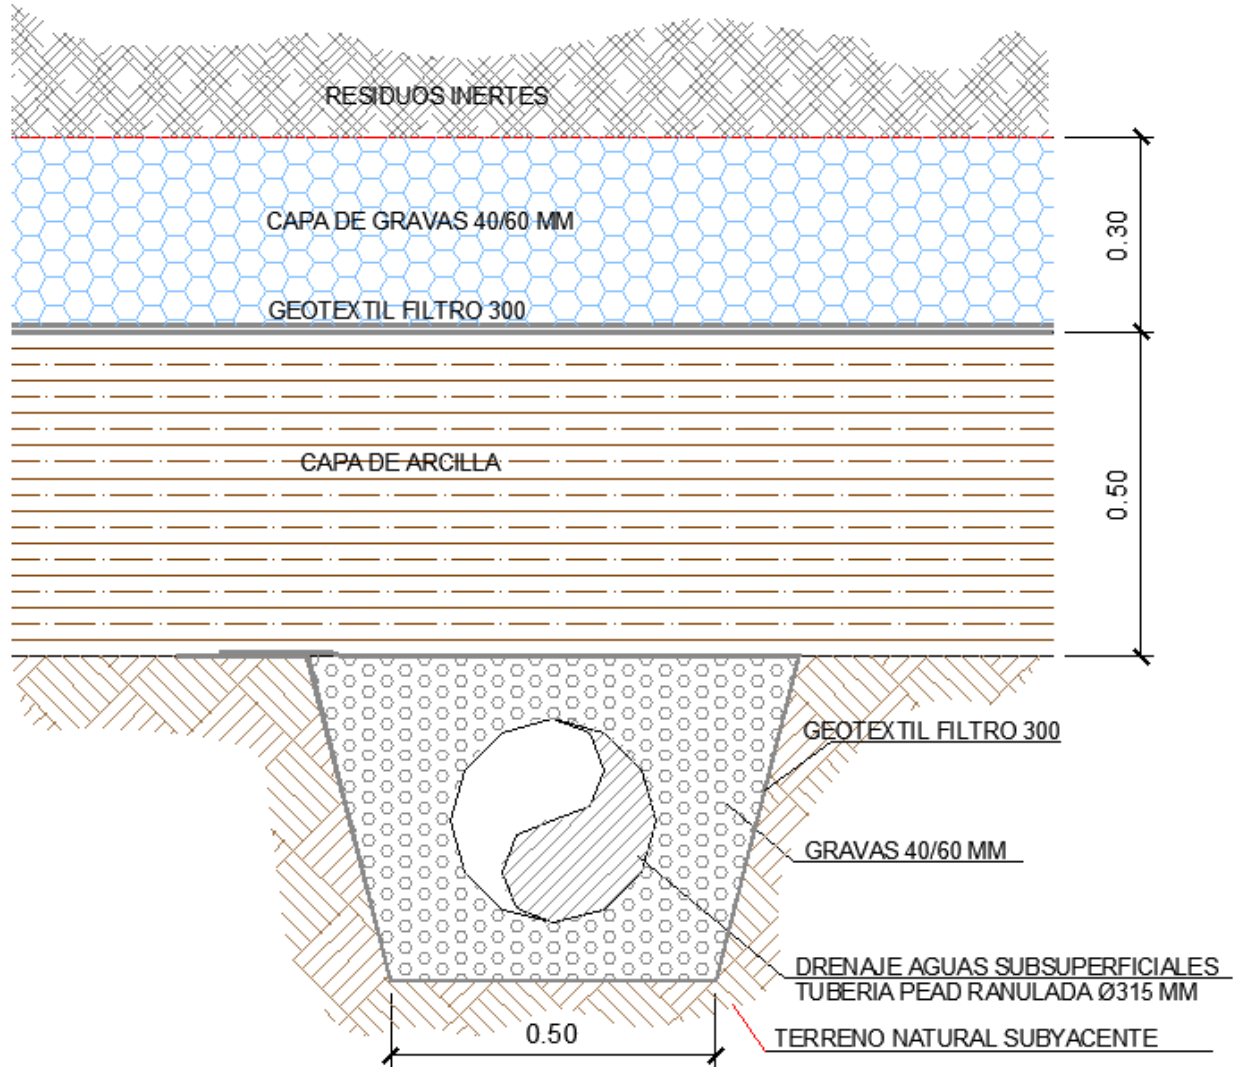 RESIDUOS INERTES
CAPA DE GRAVAS 40/60 MM
0.30
GEOTEXTIL FILTRO 300
CAPA DE ARCILLA
0.50
GEOTEXTIL FILTRO 300
GRAVAS 40/60 MM
DRENAJE AGUAS SUBSUPERFICIALES
TUBERIA PEAD RANULADA Ø315 MM
0.50
TERRENO NATURAL SUBYACENTE